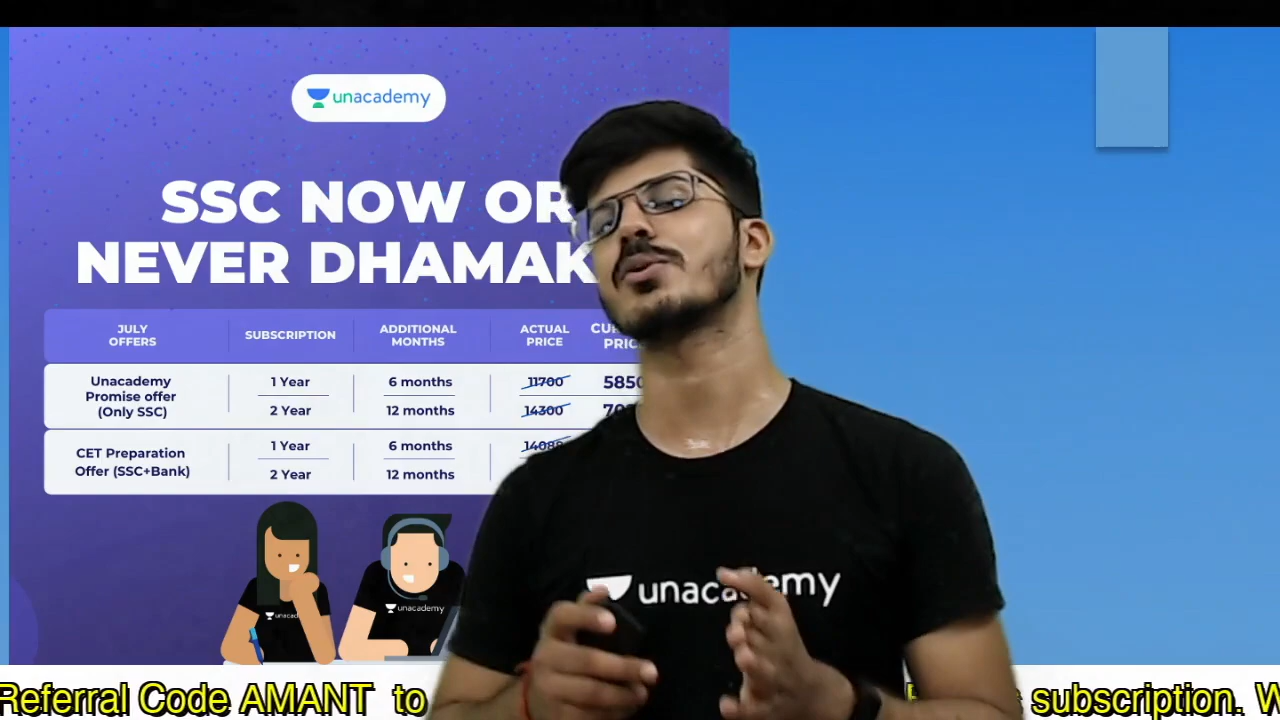 unacademy
SSC NOW OR
NEVER DHAMAK
JULY OFFERS
SUBSCRIPTION
ADDITIONAL MONTHS
ACTUAL PRICE
Unacademy
Promise offer
(Only SSC)
1 Year
6 months
11700
5850
2 Year
12 months
14300
CET Preparation
Offer (SSC+Bank)
1 Year
6 months
2 Year
12 months
unacademy
unacademy
Referral Code AMANT to
subscription. W